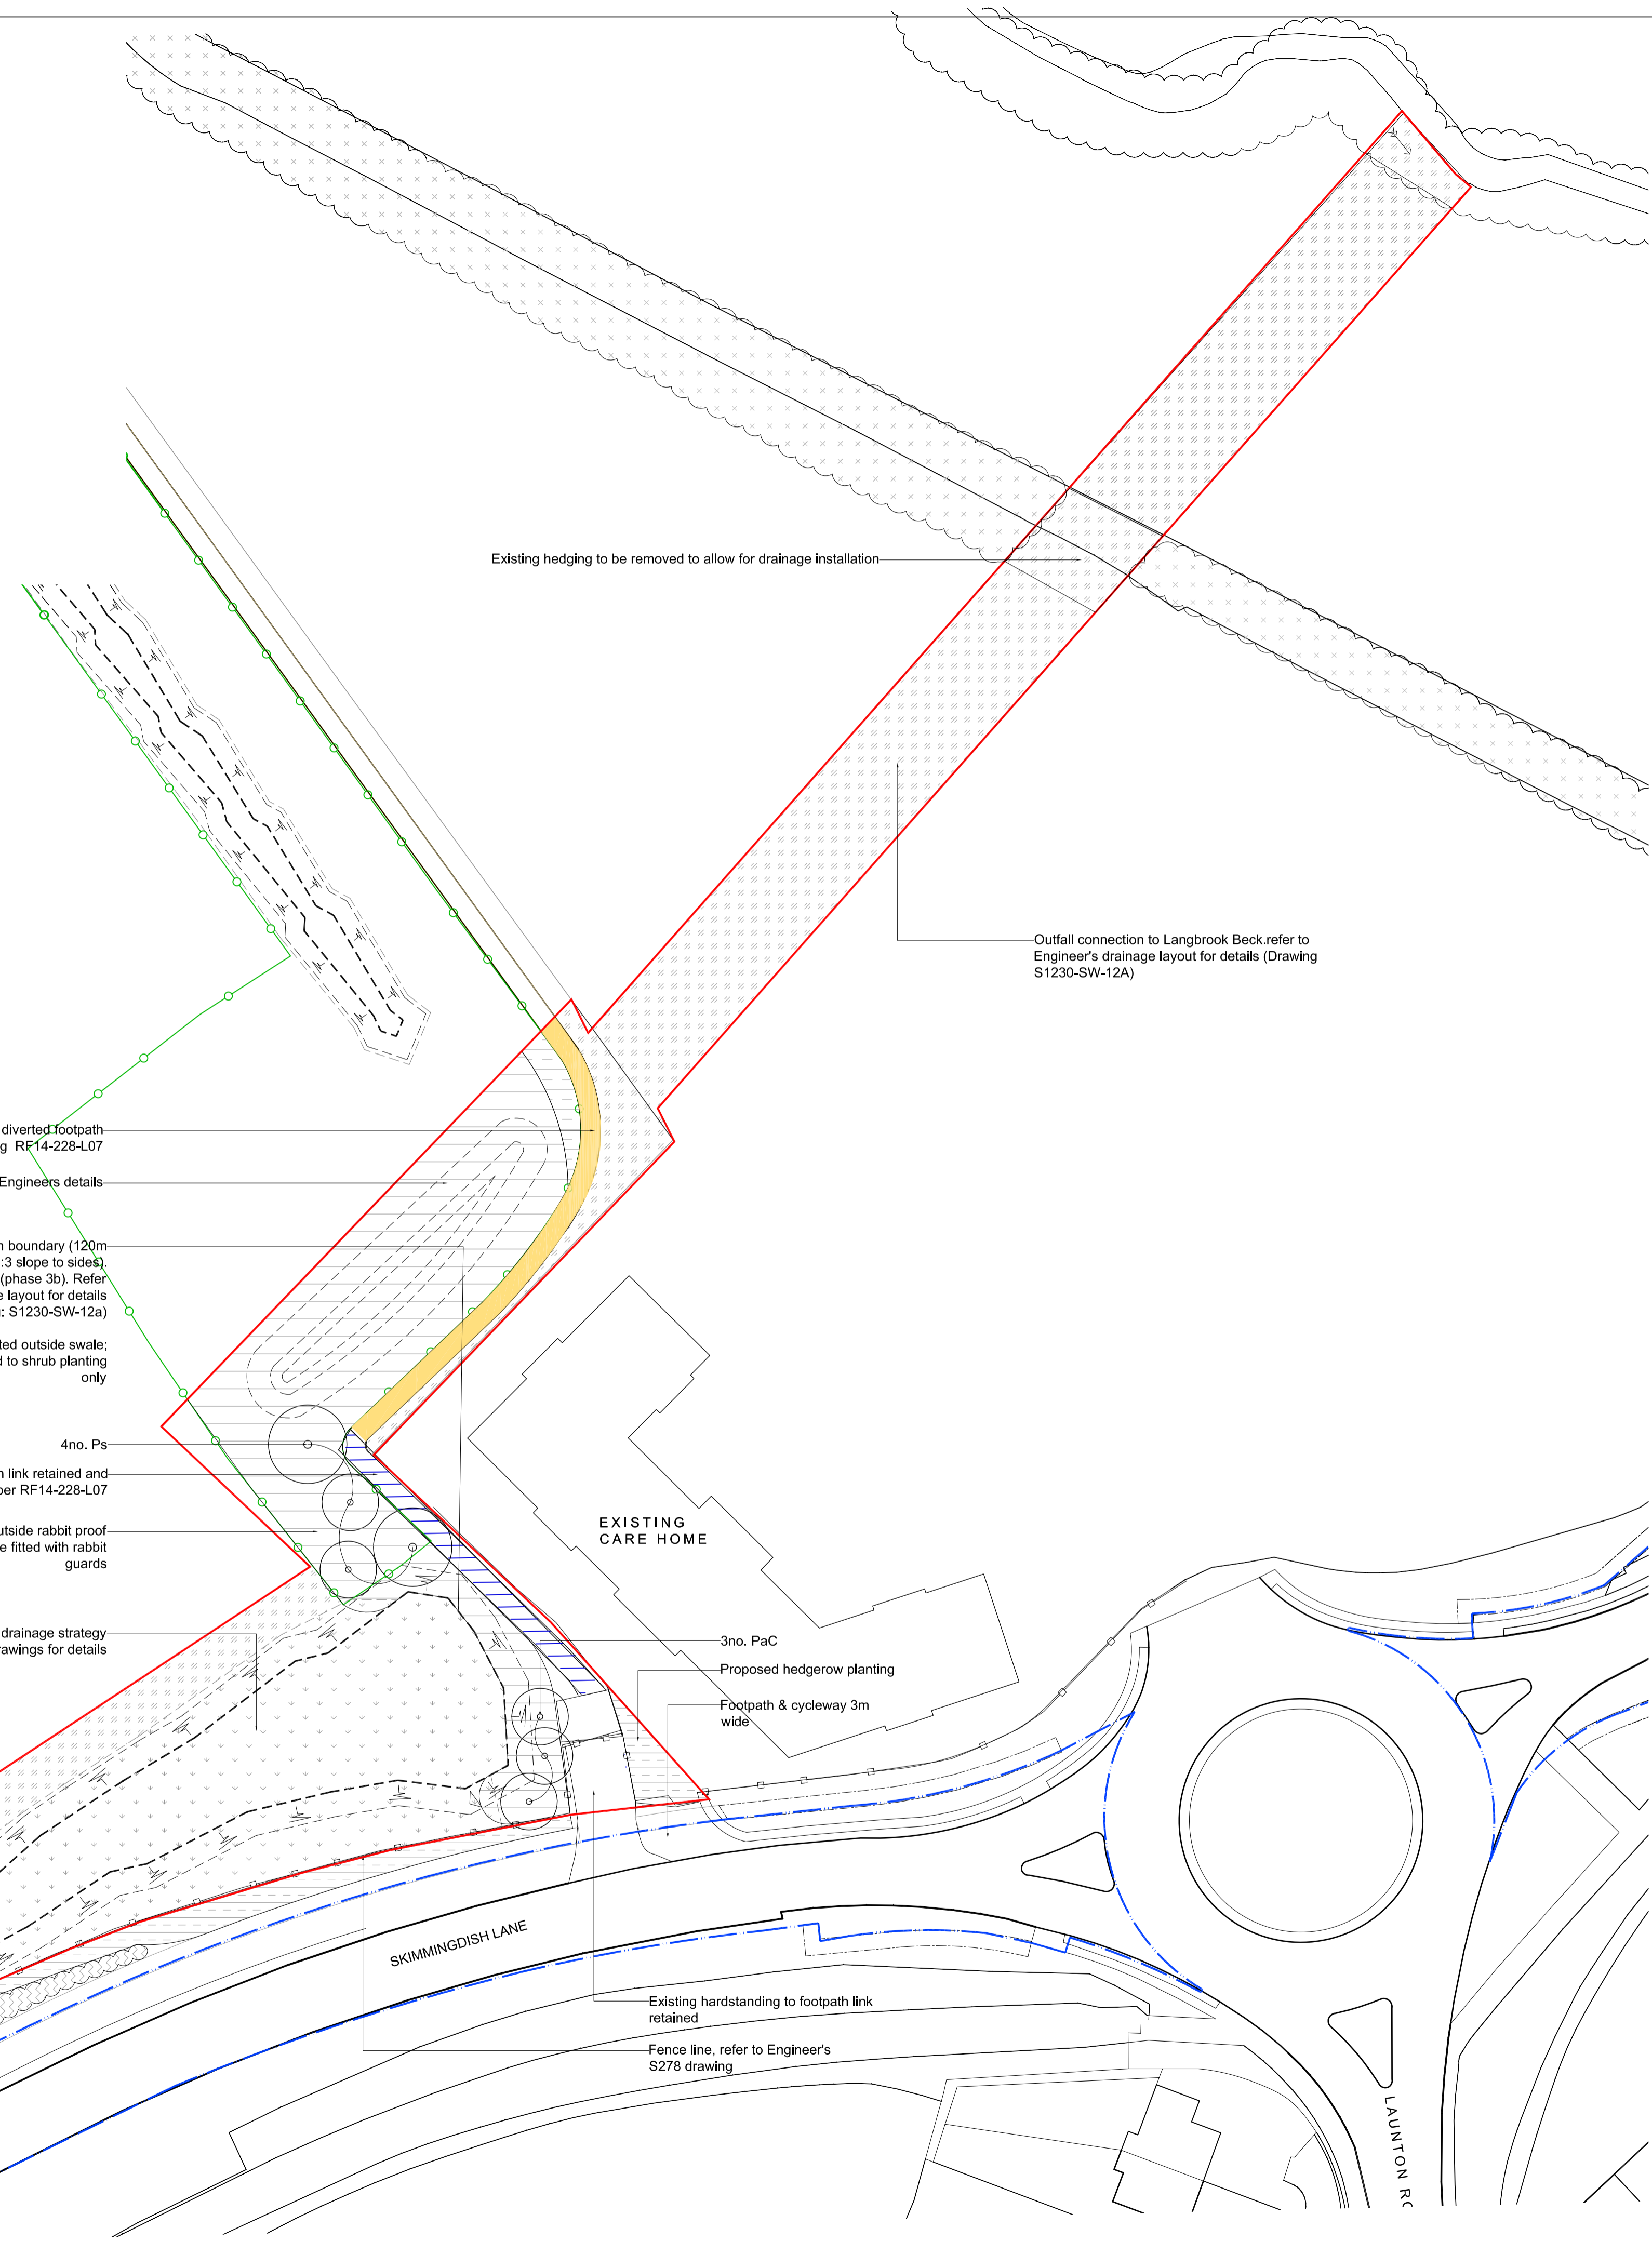 Existing hedging to be removed to allow for drainage installation
Outfall connection to Langbrook Beck.refer to
Engineer's drainage layout for details (Drawing
S1230-SW-12A)
diverted footpath
RF14-228-L07
Engineers details
boundary (120m
:3 slope to sides).
(phase 3b). Refer
layout for details
: S1230-SW-12a)
outside swale;
to shrub planting
only
4no. Ps
link retained and
per RF14-228-L07
rabbit proof
fitted with rabbit
guards
drainage strategy
for details
EXISTING
CARE HOME
3no. PaC
Proposed hedgerow planting
Footpath & cycleway 3m
wide
SKIMMINGDISH LANE
Existing hardstanding to footpath link
retained
Fence line, refer to Engineer's
S278 drawing
LAUNTON